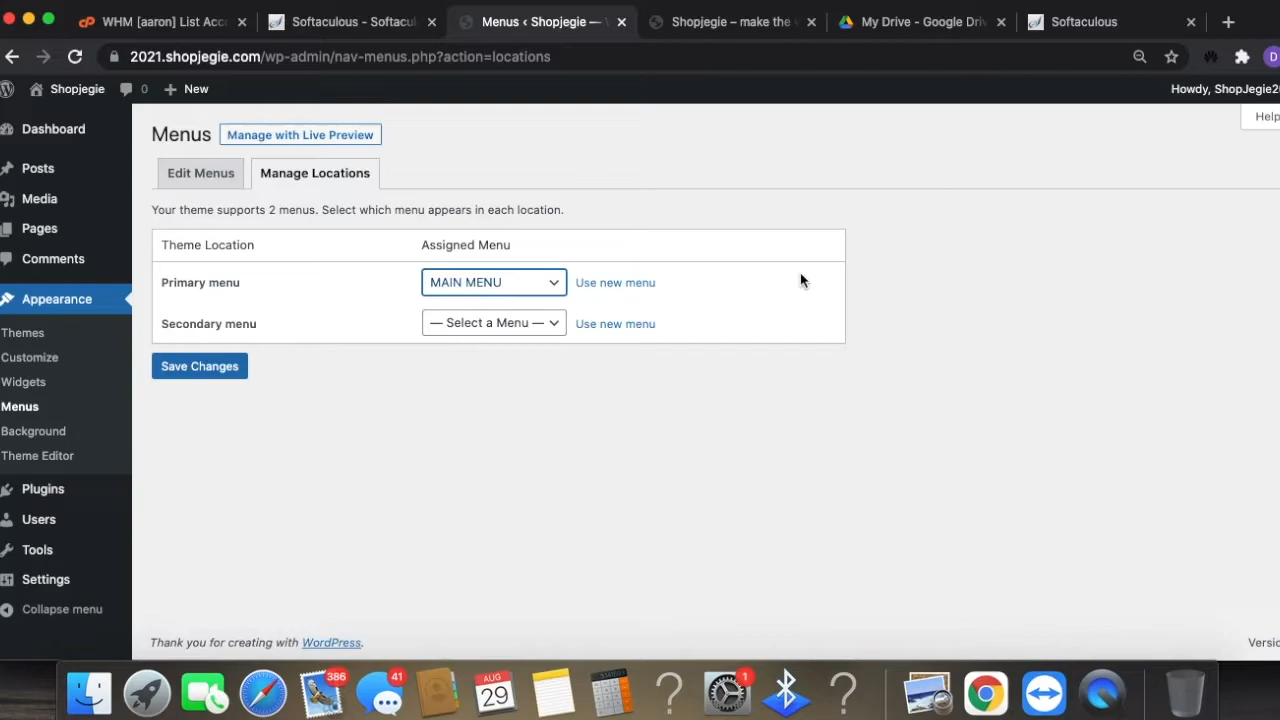 WHM [aaron] List Acc
Softaculous - Softacu
Menus ‹ Shopjegie —
Shopjegie – make the
My Drive - Google Dri
Softaculous
2021.shopjegie.com/wp-admin/nav-menus.php?action=locations
D
Shopjegie
0
New
Howdy, ShopJegie20
Help
Dashboard
Posts
Media
Pages
Comments
Appearance
Themes
Customize
Widgets
Menus
Background
Theme Editor
Plugins
Users
Tools
Settings
Collapse menu
Menus
Manage with Live Preview
Edit Menus
Manage Locations
Your theme supports 2 menus. Select which menu appears in each location.
Theme Location
Assigned Menu
Primary menu
MAIN MENU
Use new menu
Secondary menu
— Select a Menu —
Use new menu
Save Changes
Thank you for creating with WordPress.
Versio
386
41
AUG
29
1